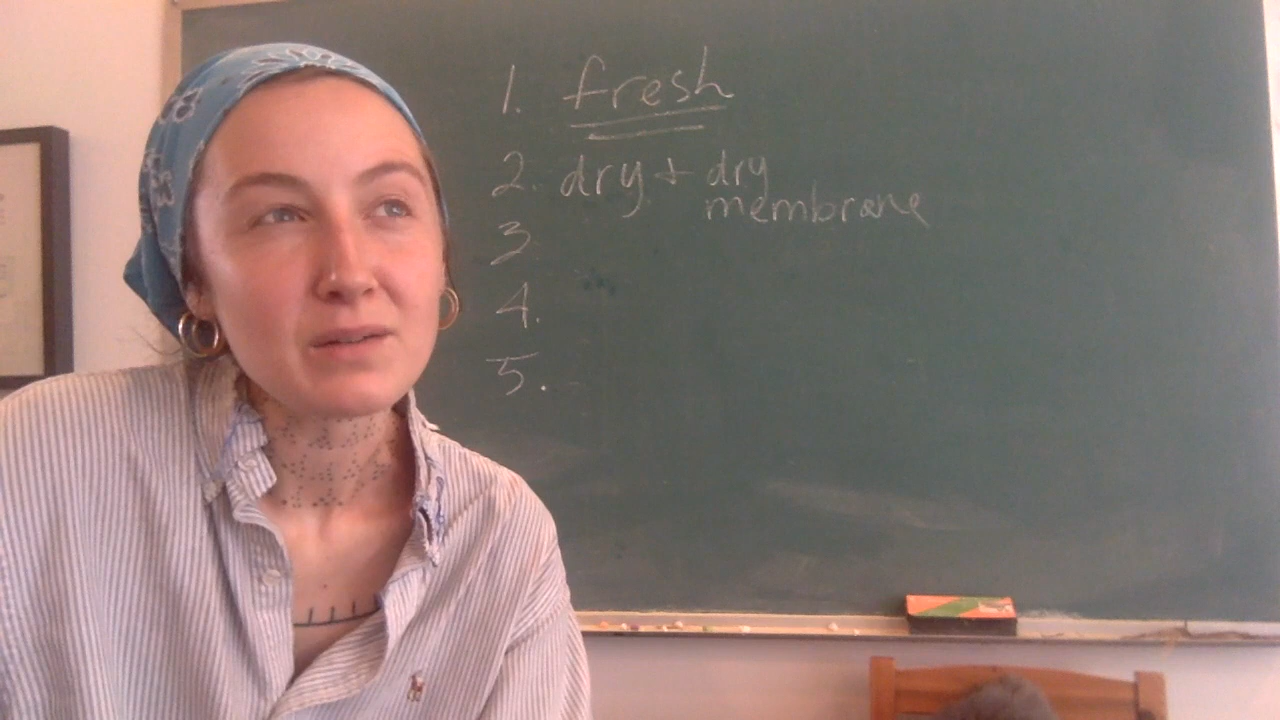 1. fresh
2. dry + dry
membrane
3
4.
5.